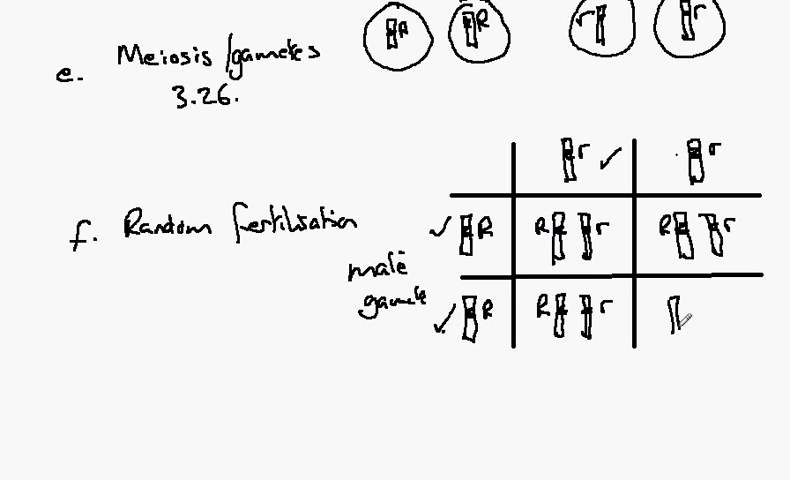 R R r r
e. Meiosis/gametes
3.26.
r ✓ r
f. Random fertilisation ✓ R R r R r
male
gamete ✓ R R r